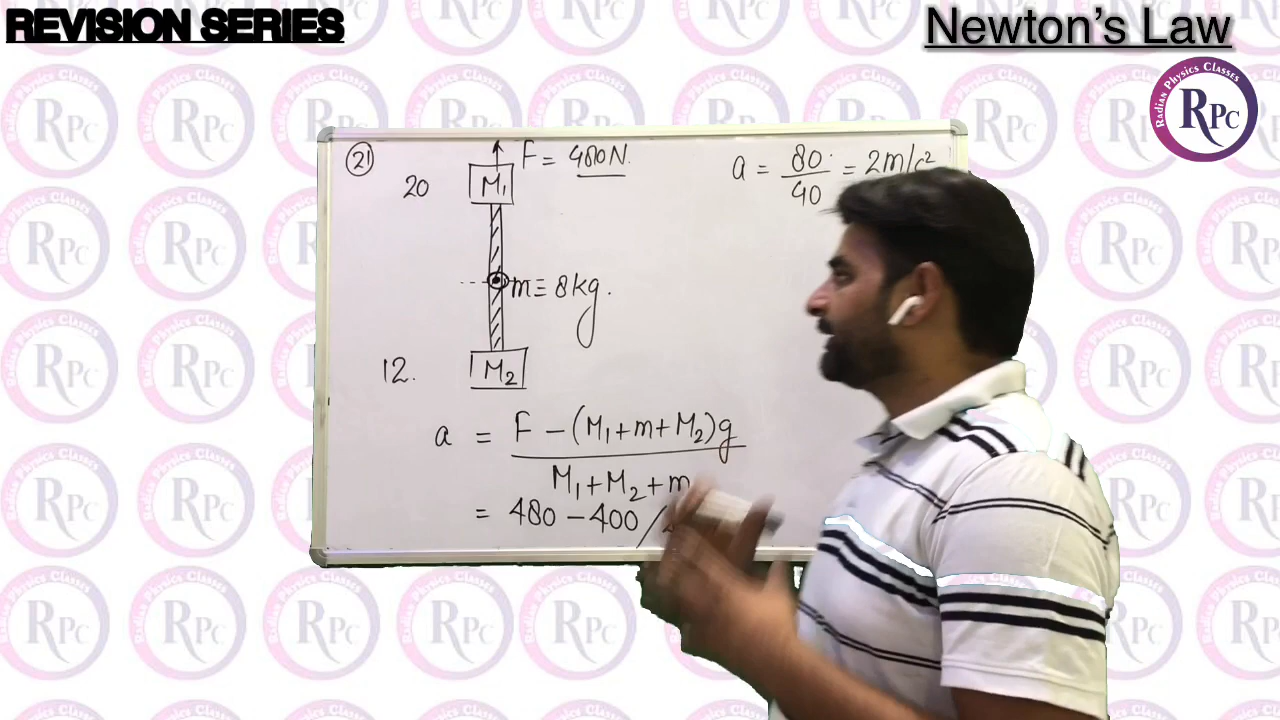 REVISION SERIES
Newton's Law
Radian Physics Classes
RPC
21
F = 480N.
M₁
20
a = 80/40 = 2m/s²
m = 8kg.
12.
M₂
a = F - (M₁+m+M₂)g
M₁+M₂+m
= 480 - 400 /